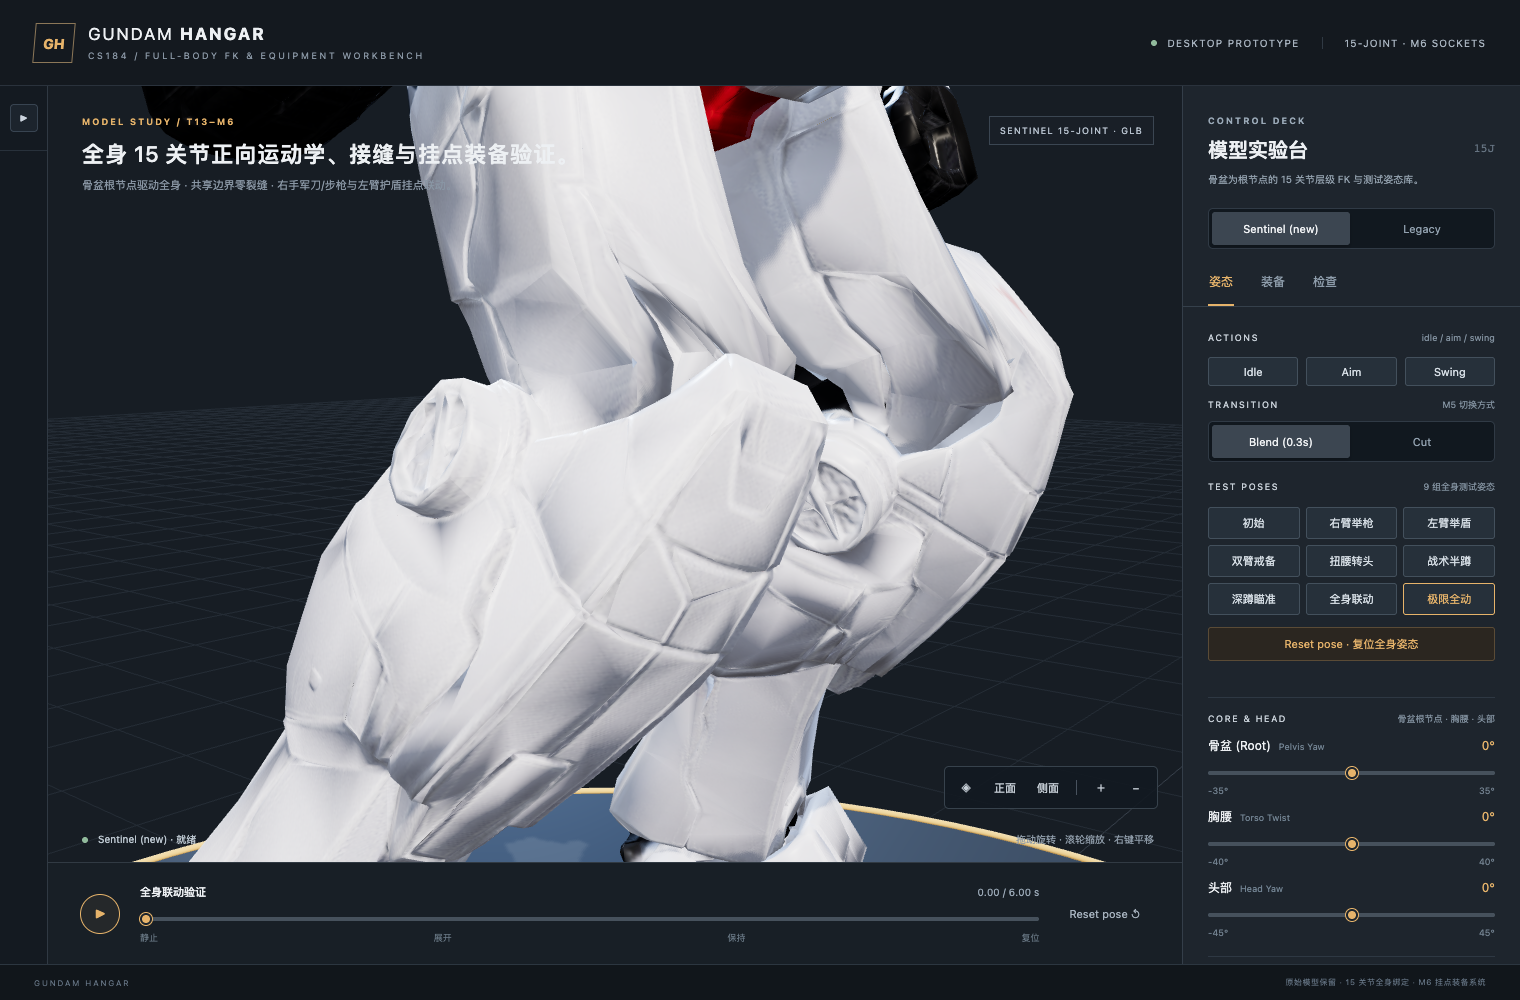 GH
GUNDAM HANGAR
CS184 / FULL-BODY FK & EQUIPMENT WORKBENCH
DESKTOP PROTOTYPE
15-JOINT · M6 SOCKETS
MODEL STUDY / T13–M6
全身 15 关节正向运动学、接缝与挂点装备验证。
骨盆根节点驱动全身 · 共享边界零裂缝 · 右手军刀/步枪与左臂护盾挂点联动。
SENTINEL 15-JOINT · GLB
正面
侧面
+
−
Sentinel (new) · 就绪
拖动旋转 · 滚轮缩放 · 右键平移
全身联动验证
0.00 / 6.00 s
静止
展开
保持
复位
Reset pose
CONTROL DECK
模型实验台
15J
骨盆为根节点的 15 关节层级 FK 与测试姿态库。
Sentinel (new)
Legacy
姿态
装备
检查
ACTIONS
idle / aim / swing
Idle
Aim
Swing
TRANSITION
M5 切换方式
Blend (0.3s)
Cut
TEST POSES
9 组全身测试姿态
初始
右臂举枪
左臂举盾
双臂戒备
扭腰转头
战术半蹲
深蹲瞄准
全身联动
极限全动
Reset pose · 复位全身姿态
CORE & HEAD
骨盆根节点 · 胸腰 · 头部
骨盆 (Root) Pelvis Yaw
0°
-35°
35°
胸腰 Torso Twist
0°
-40°
40°
头部 Head Yaw
0°
-45°
45°
GUNDAM HANGAR
原始模型保留 · 15 关节全身绑定 · M6 挂点装备系统